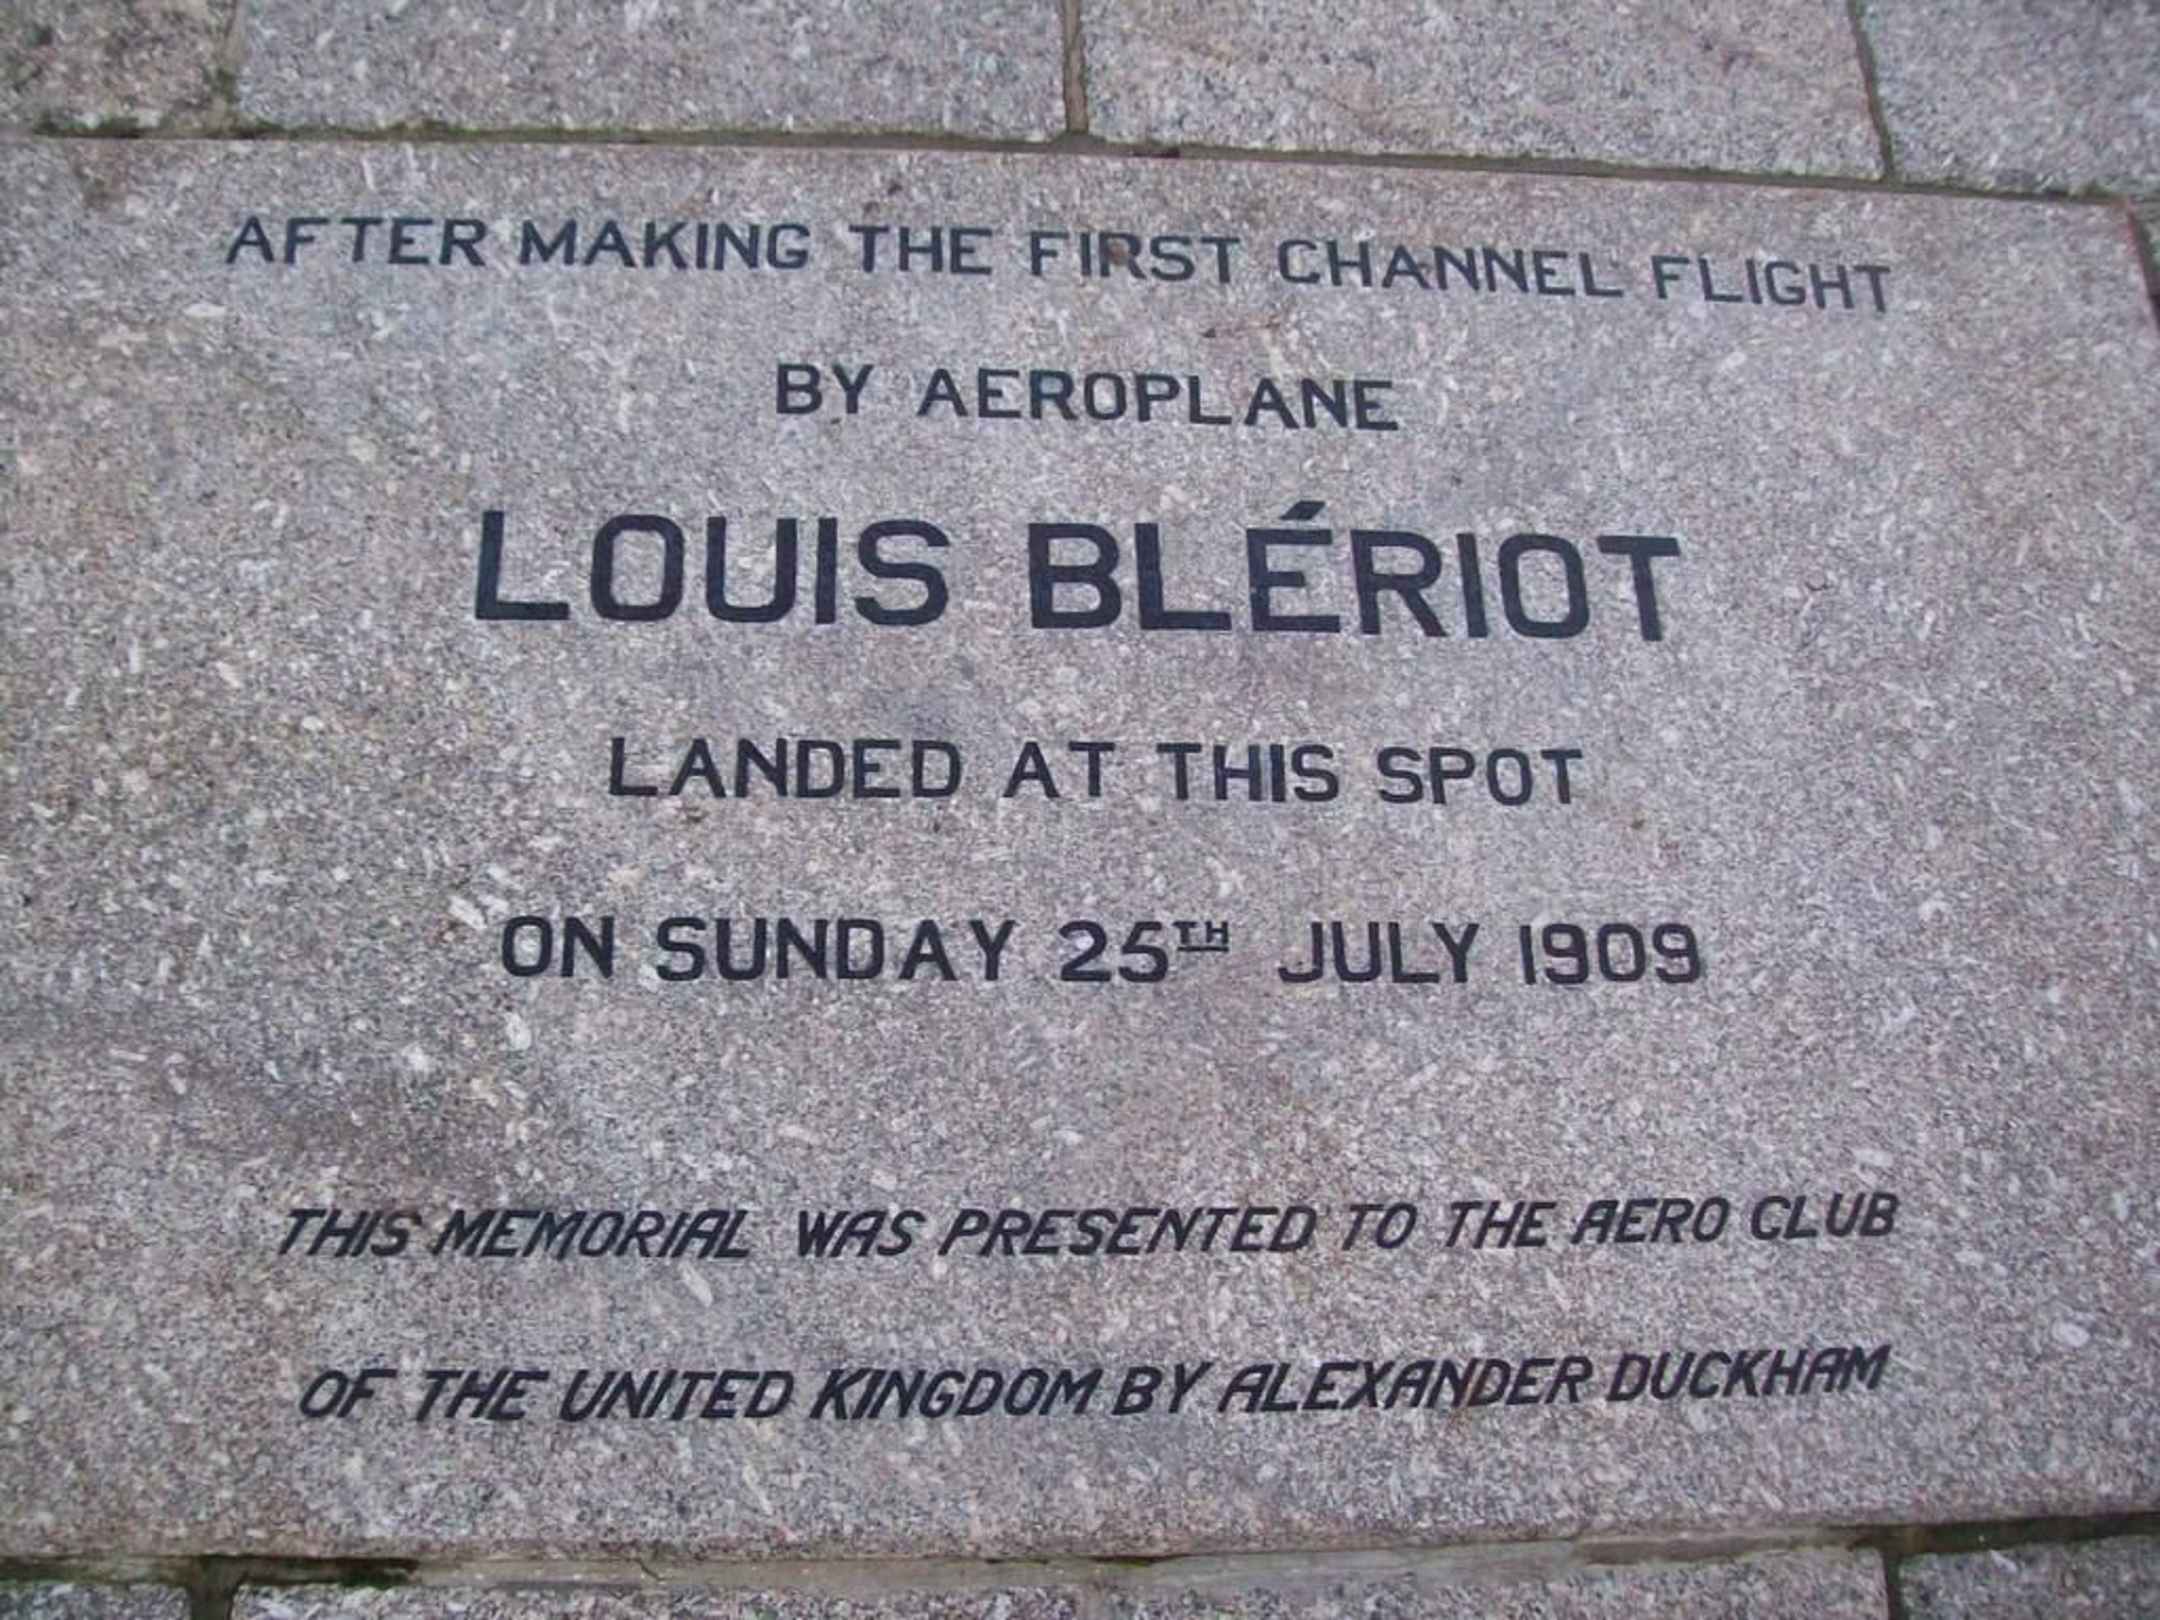 AFTER MAKING THE FIRST CHANNEL FLIGHT
BY AEROPLANE
LOUIS BLÉRIOT
LANDED AT THIS SPOT
ON SUNDAY 25TH JULY 1909
THIS MEMORIAL WAS PRESENTED TO THE AERO CLUB
OF THE UNITED KINGDOM BY ALEXANDER DUCKHAM